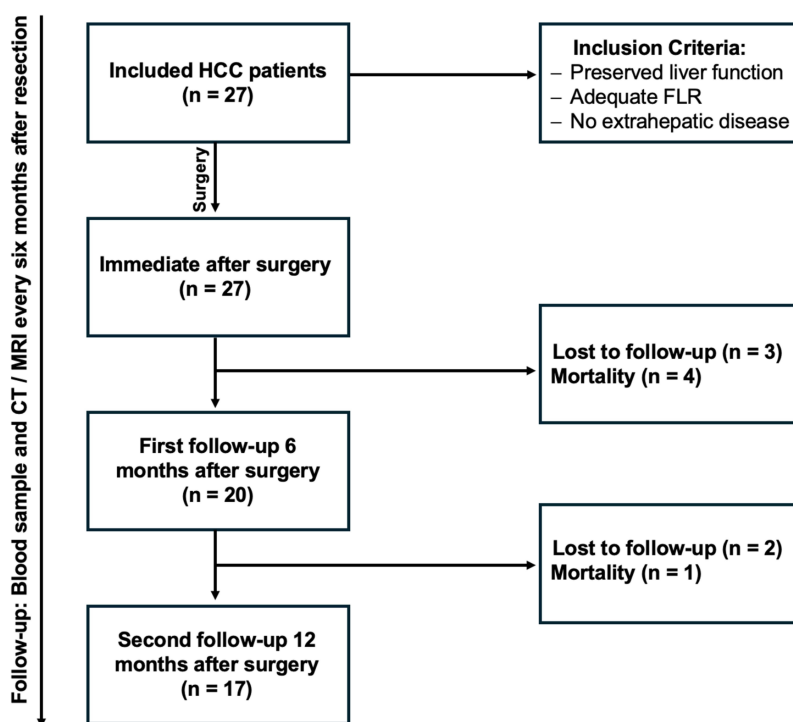 Follow-up: Blood sample and CT / MRI every six months after resection
Included HCC patients
(n = 27)
Inclusion Criteria:
– Preserved liver function
– Adequate FLR
– No extrahepatic disease
Surgery
Immediate after surgery
(n = 27)
Lost to follow-up (n = 3)
Mortality (n = 4)
First follow-up 6
months after surgery
(n = 20)
Lost to follow-up (n = 2)
Mortality (n = 1)
Second follow-up 12
months after surgery
(n = 17)